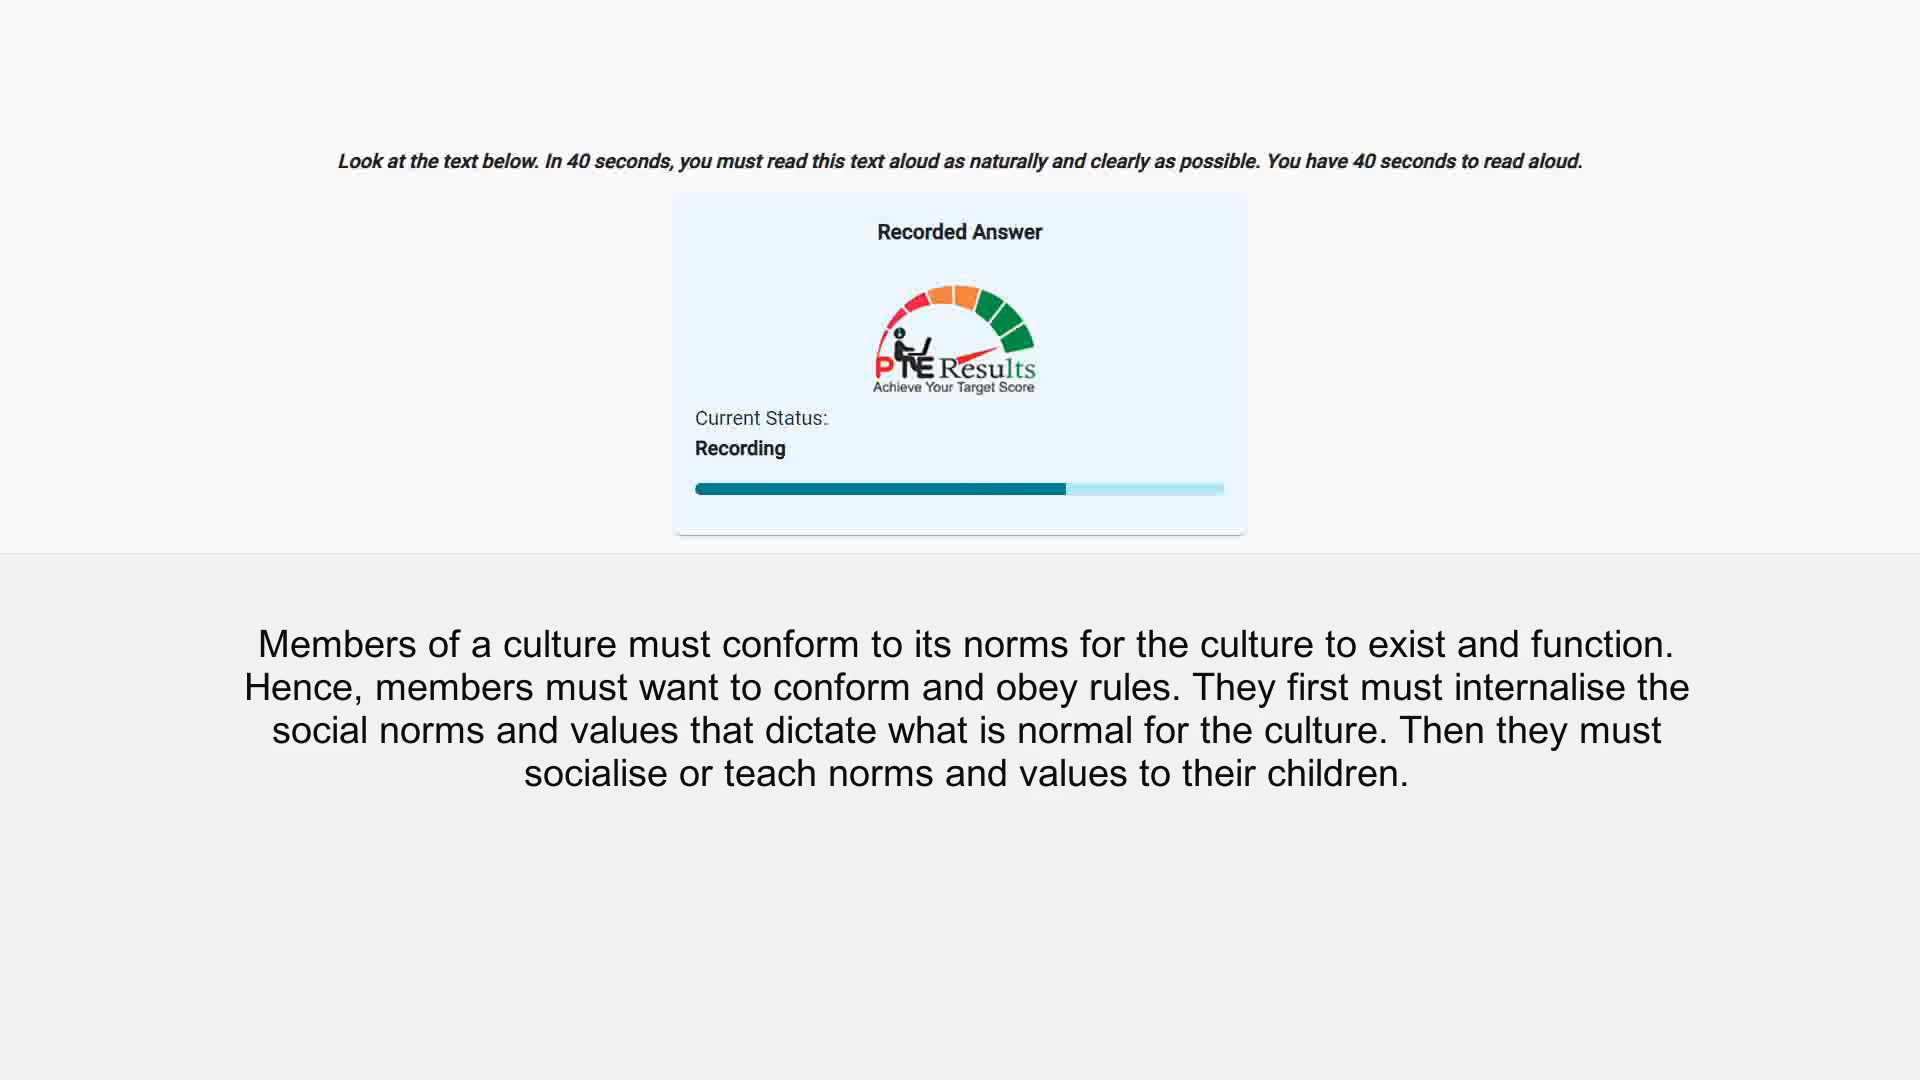 Look at the text below. In 40 seconds, you must read this text aloud as naturally and clearly as possible. You have 40 seconds to read aloud.
Recorded Answer
PTE Results
Achieve Your Target Score
Current Status:
Recording
Members of a culture must conform to its norms for the culture to exist and function.
Hence, members must want to conform and obey rules. They first must internalise the
social norms and values that dictate what is normal for the culture. Then they must
socialise or teach norms and values to their children.